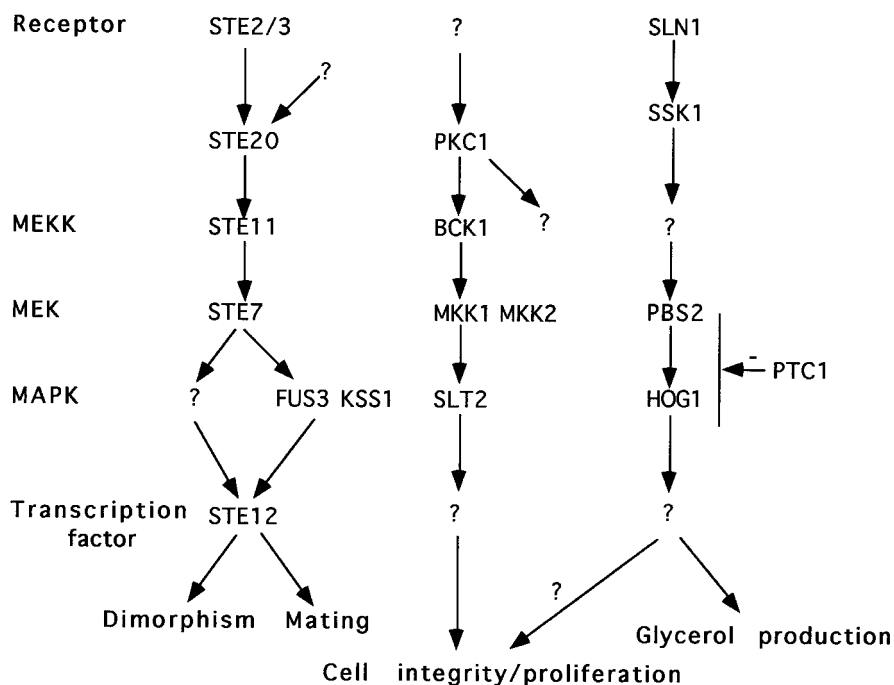 Receptor STE2/3 ? SLN1
?
SSK1
STE20 PKC1
MEKK STE11 BCK1 ? ?
MEK STE7 MKK1 MKK2 PBS2
- PTC1
MAPK ? FUS3 KSS1 SLT2 HOG1
Transcription STE12 ? ?
factor
?
Dimorphism Mating
Glycerol production
Cell integrity/proliferation